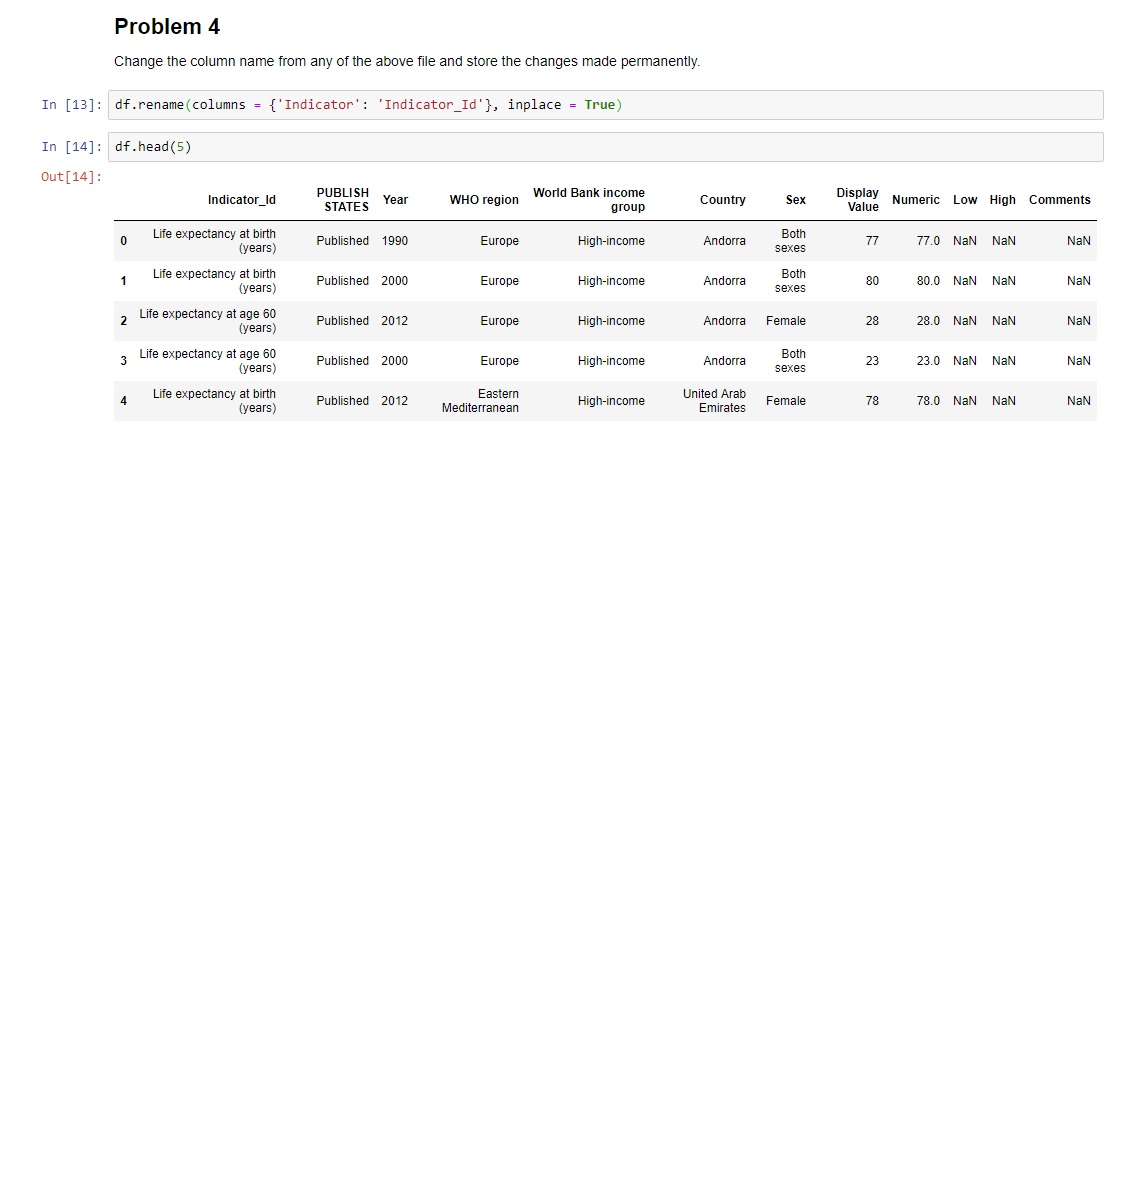 Problem 4
Change the column name from any of the above file and store the changes made permanently.
In [13]: df.rename(columns = {'Indicator': 'Indicator_Id'}, inplace = True)
In [14]: df.head(5)
Out[14]:
Indicator_Id PUBLISH STATES Year WHO region World Bank income group Country Sex Display Value Numeric Low High Comments
0 Life expectancy at birth (years) Published 1990 Europe High-income Andorra Both sexes 77 77.0 NaN NaN NaN
1 Life expectancy at birth (years) Published 2000 Europe High-income Andorra Both sexes 80 80.0 NaN NaN NaN
2 Life expectancy at age 60 (years) Published 2012 Europe High-income Andorra Female 28 28.0 NaN NaN NaN
3 Life expectancy at age 60 (years) Published 2000 Europe High-income Andorra Both sexes 23 23.0 NaN NaN NaN
4 Life expectancy at birth (years) Published 2012 Eastern Mediterranean High-income United Arab Emirates Female 78 78.0 NaN NaN NaN